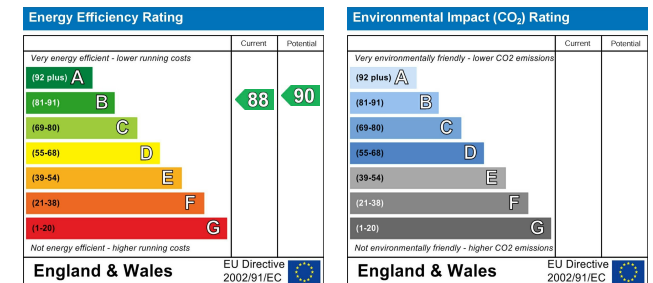 Energy Efficiency Rating
Current Potential
Very energy efficient - lower running costs
(92 plus) A
(81-91) B
88 90
(69-80) C
(55-68) D
(39-54) E
(21-38) F
(1-20) G
Not energy efficient - higher running costs
England & Wales
EU Directive
2002/91/EC
Environmental Impact (CO2) Rating
Current Potential
Very environmentally friendly - lower CO2 emissions
(92 plus) A
(81-91) B
(69-80) C
(55-68) D
(39-54) E
(21-38) F
(1-20) G
Not environmentally friendly - higher CO2 emissions
England & Wales
EU Directive
2002/91/EC